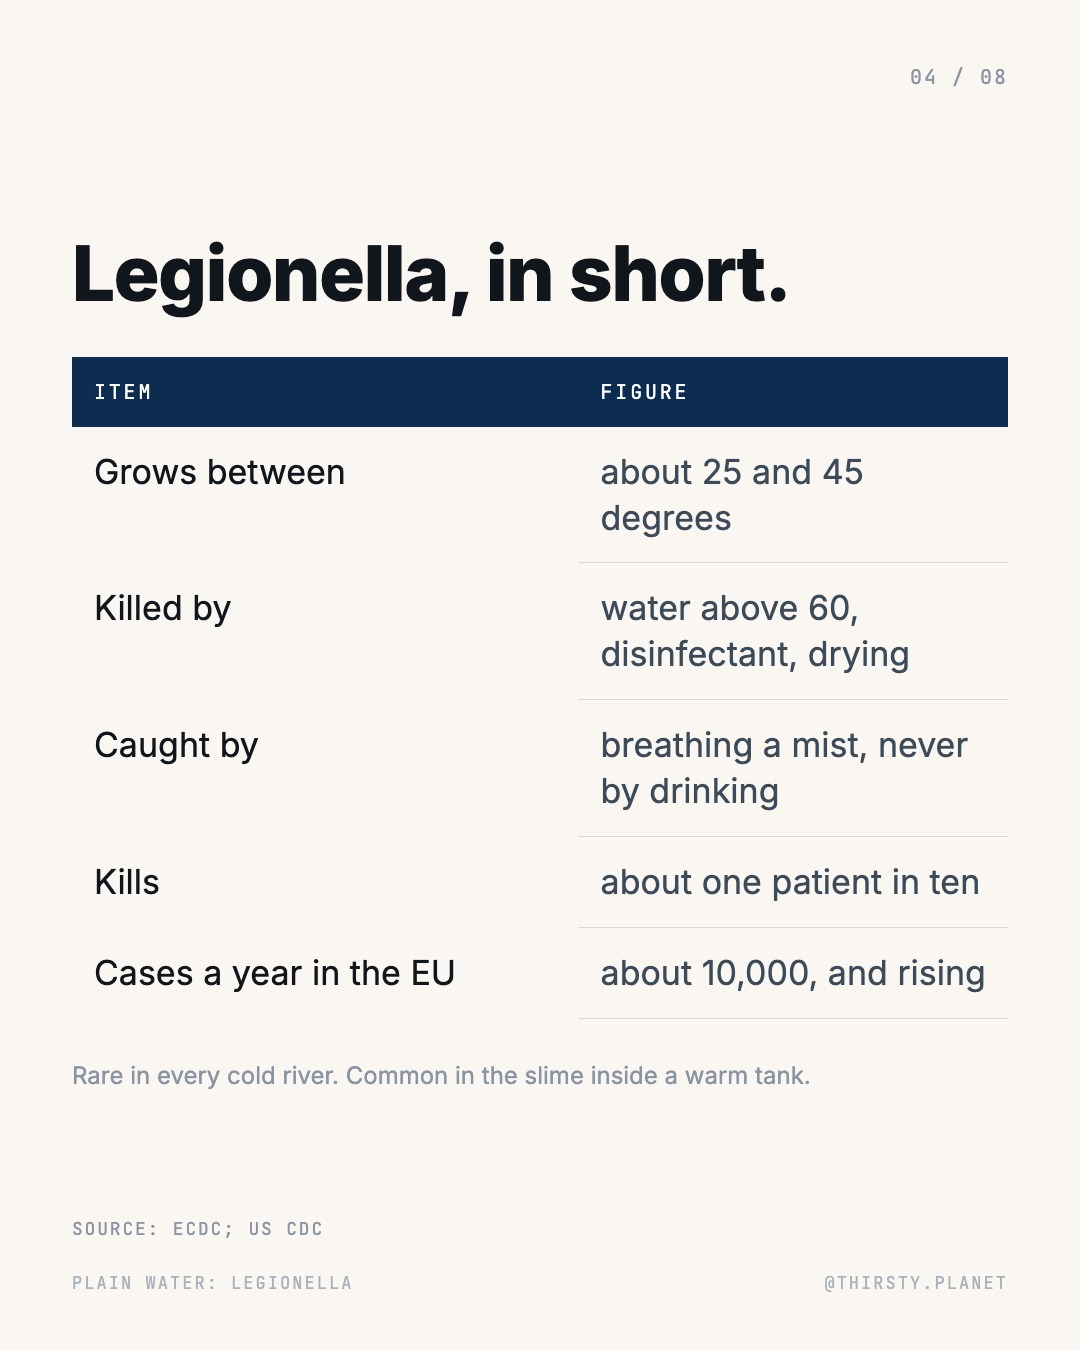 04 / 08
Legionella, in short.
ITEM FIGURE
Grows between about 25 and 45
degrees
Killed by water above 60,
disinfectant, drying
Caught by breathing a mist, never
by drinking
Kills about one patient in ten
Cases a year in the EU about 10,000, and rising
Rare in every cold river. Common in the slime inside a warm tank.
SOURCE: ECDC; US CDC
PLAIN WATER: LEGIONELLA @THIRSTY.PLANET